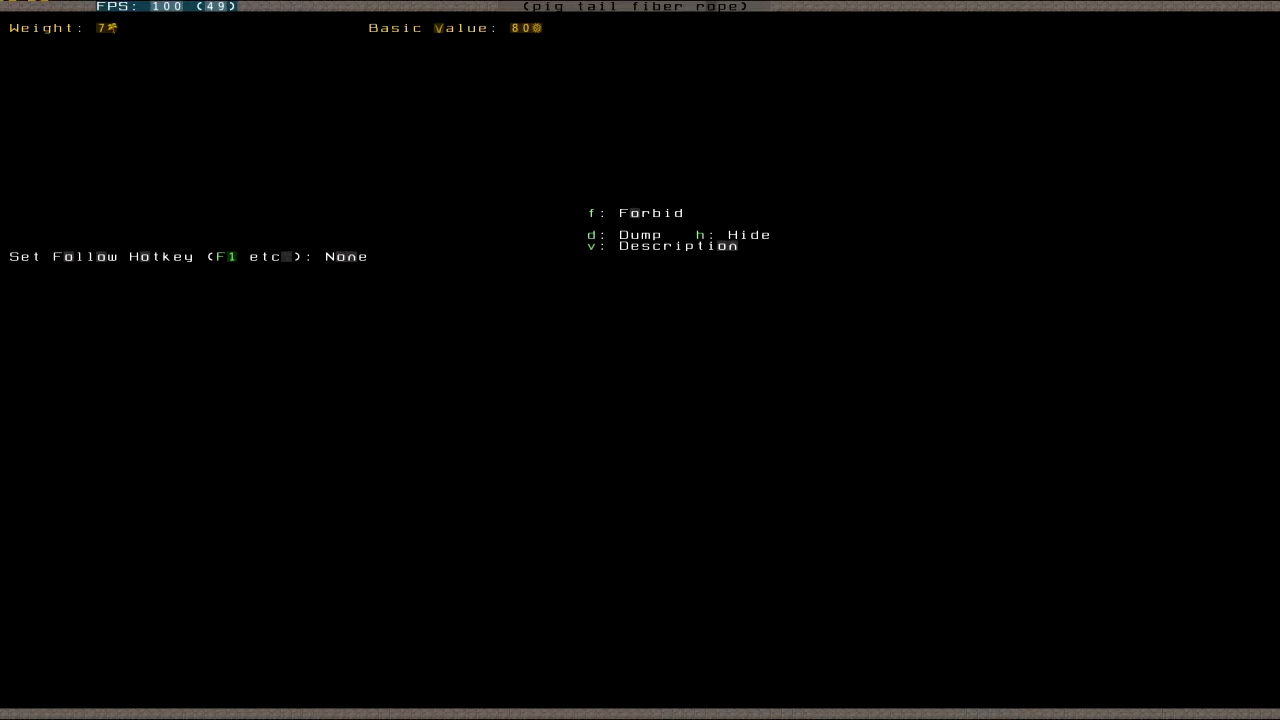 FPS: 100 (49)
(pig tail fiber rope)
Weight: 7
Basic Value: 80☼
f: Forbid
d: Dump h: Hide
v: Description
Set Follow Hotkey (F1 etc.): None